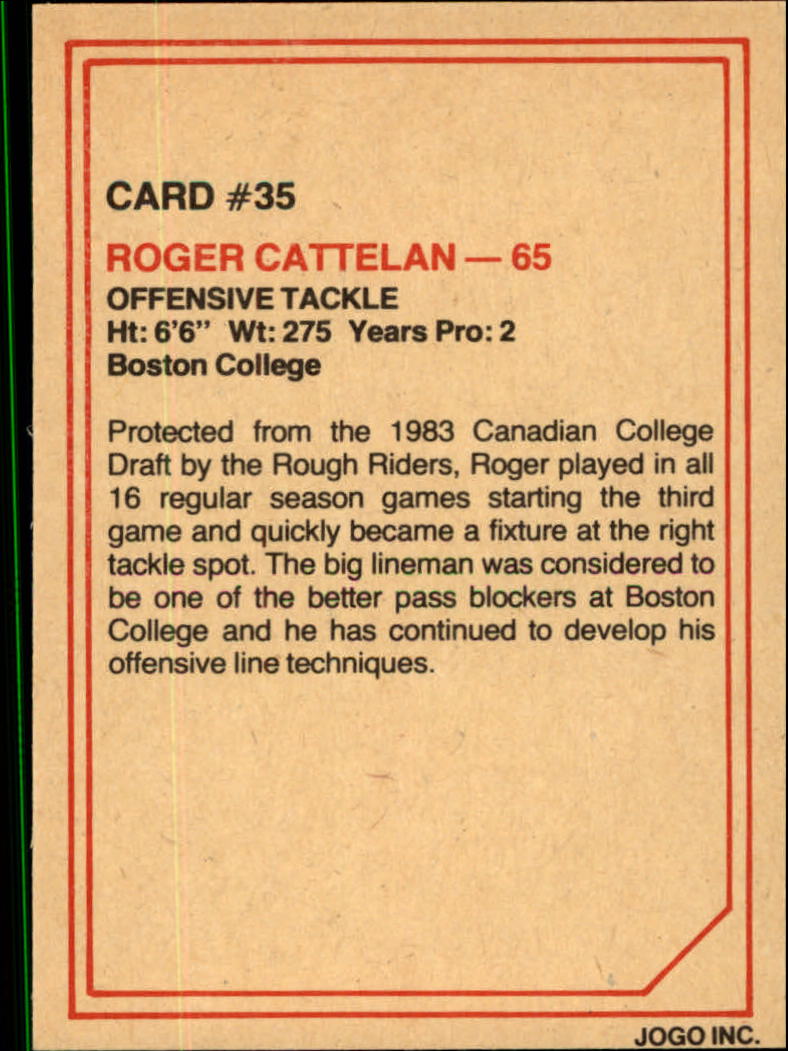 CARD #35
ROGER CATTELAN — 65
OFFENSIVE TACKLE
Ht: 6'6'' Wt: 275 Years Pro: 2
Boston College
Protected from the 1983 Canadian College
Draft by the Rough Riders, Roger played in all
16 regular season games starting the third
game and quickly became a fixture at the right
tackle spot. The big lineman was considered to
be one of the better pass blockers at Boston
College and he has continued to develop his
offensive line techniques.
JOGO INC.